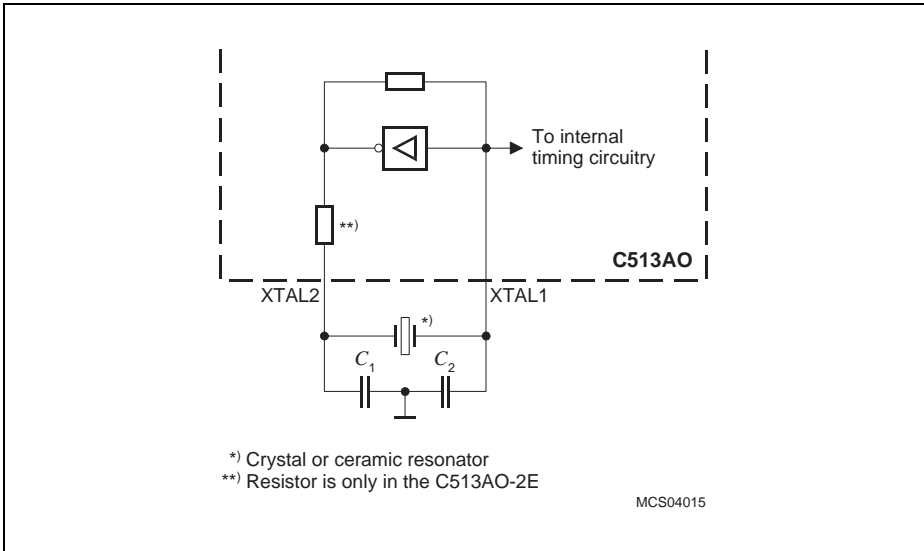 To internal
timing circuitry
**)
C513AO
XTAL2
XTAL1
*)
C1
C2
*) Crystal or ceramic resonator
**) Resistor is only in the C513AO-2E
MCS04015